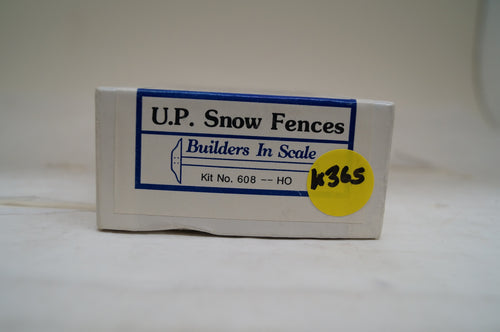 U.P. Snow Fences
Builders In Scale
Kit No. 608 -- HO
K365